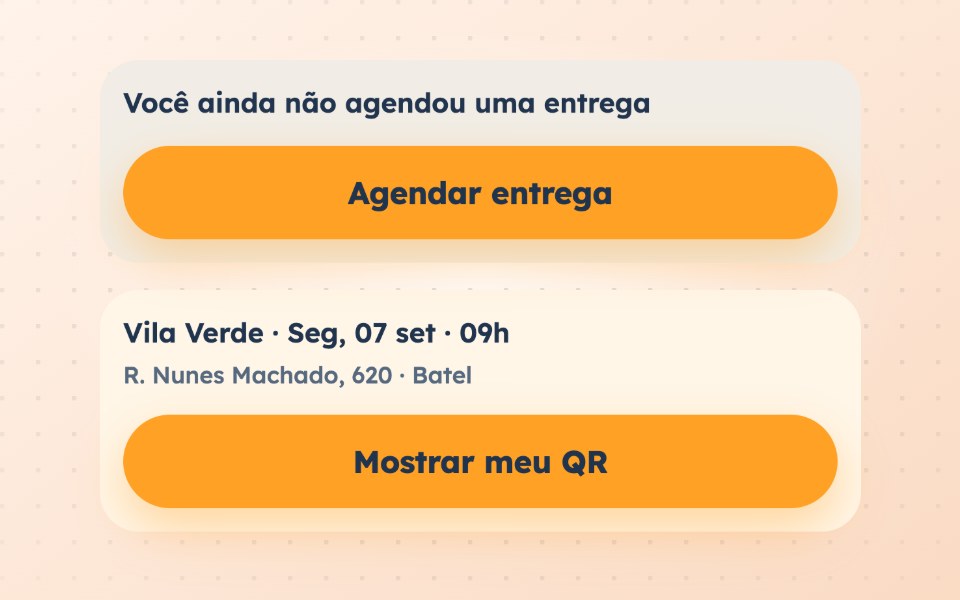 Você ainda não agendou uma entrega
Agendar entrega
Vila Verde · Seg, 07 set · 09h
R. Nunes Machado, 620 · Batel
Mostrar meu QR